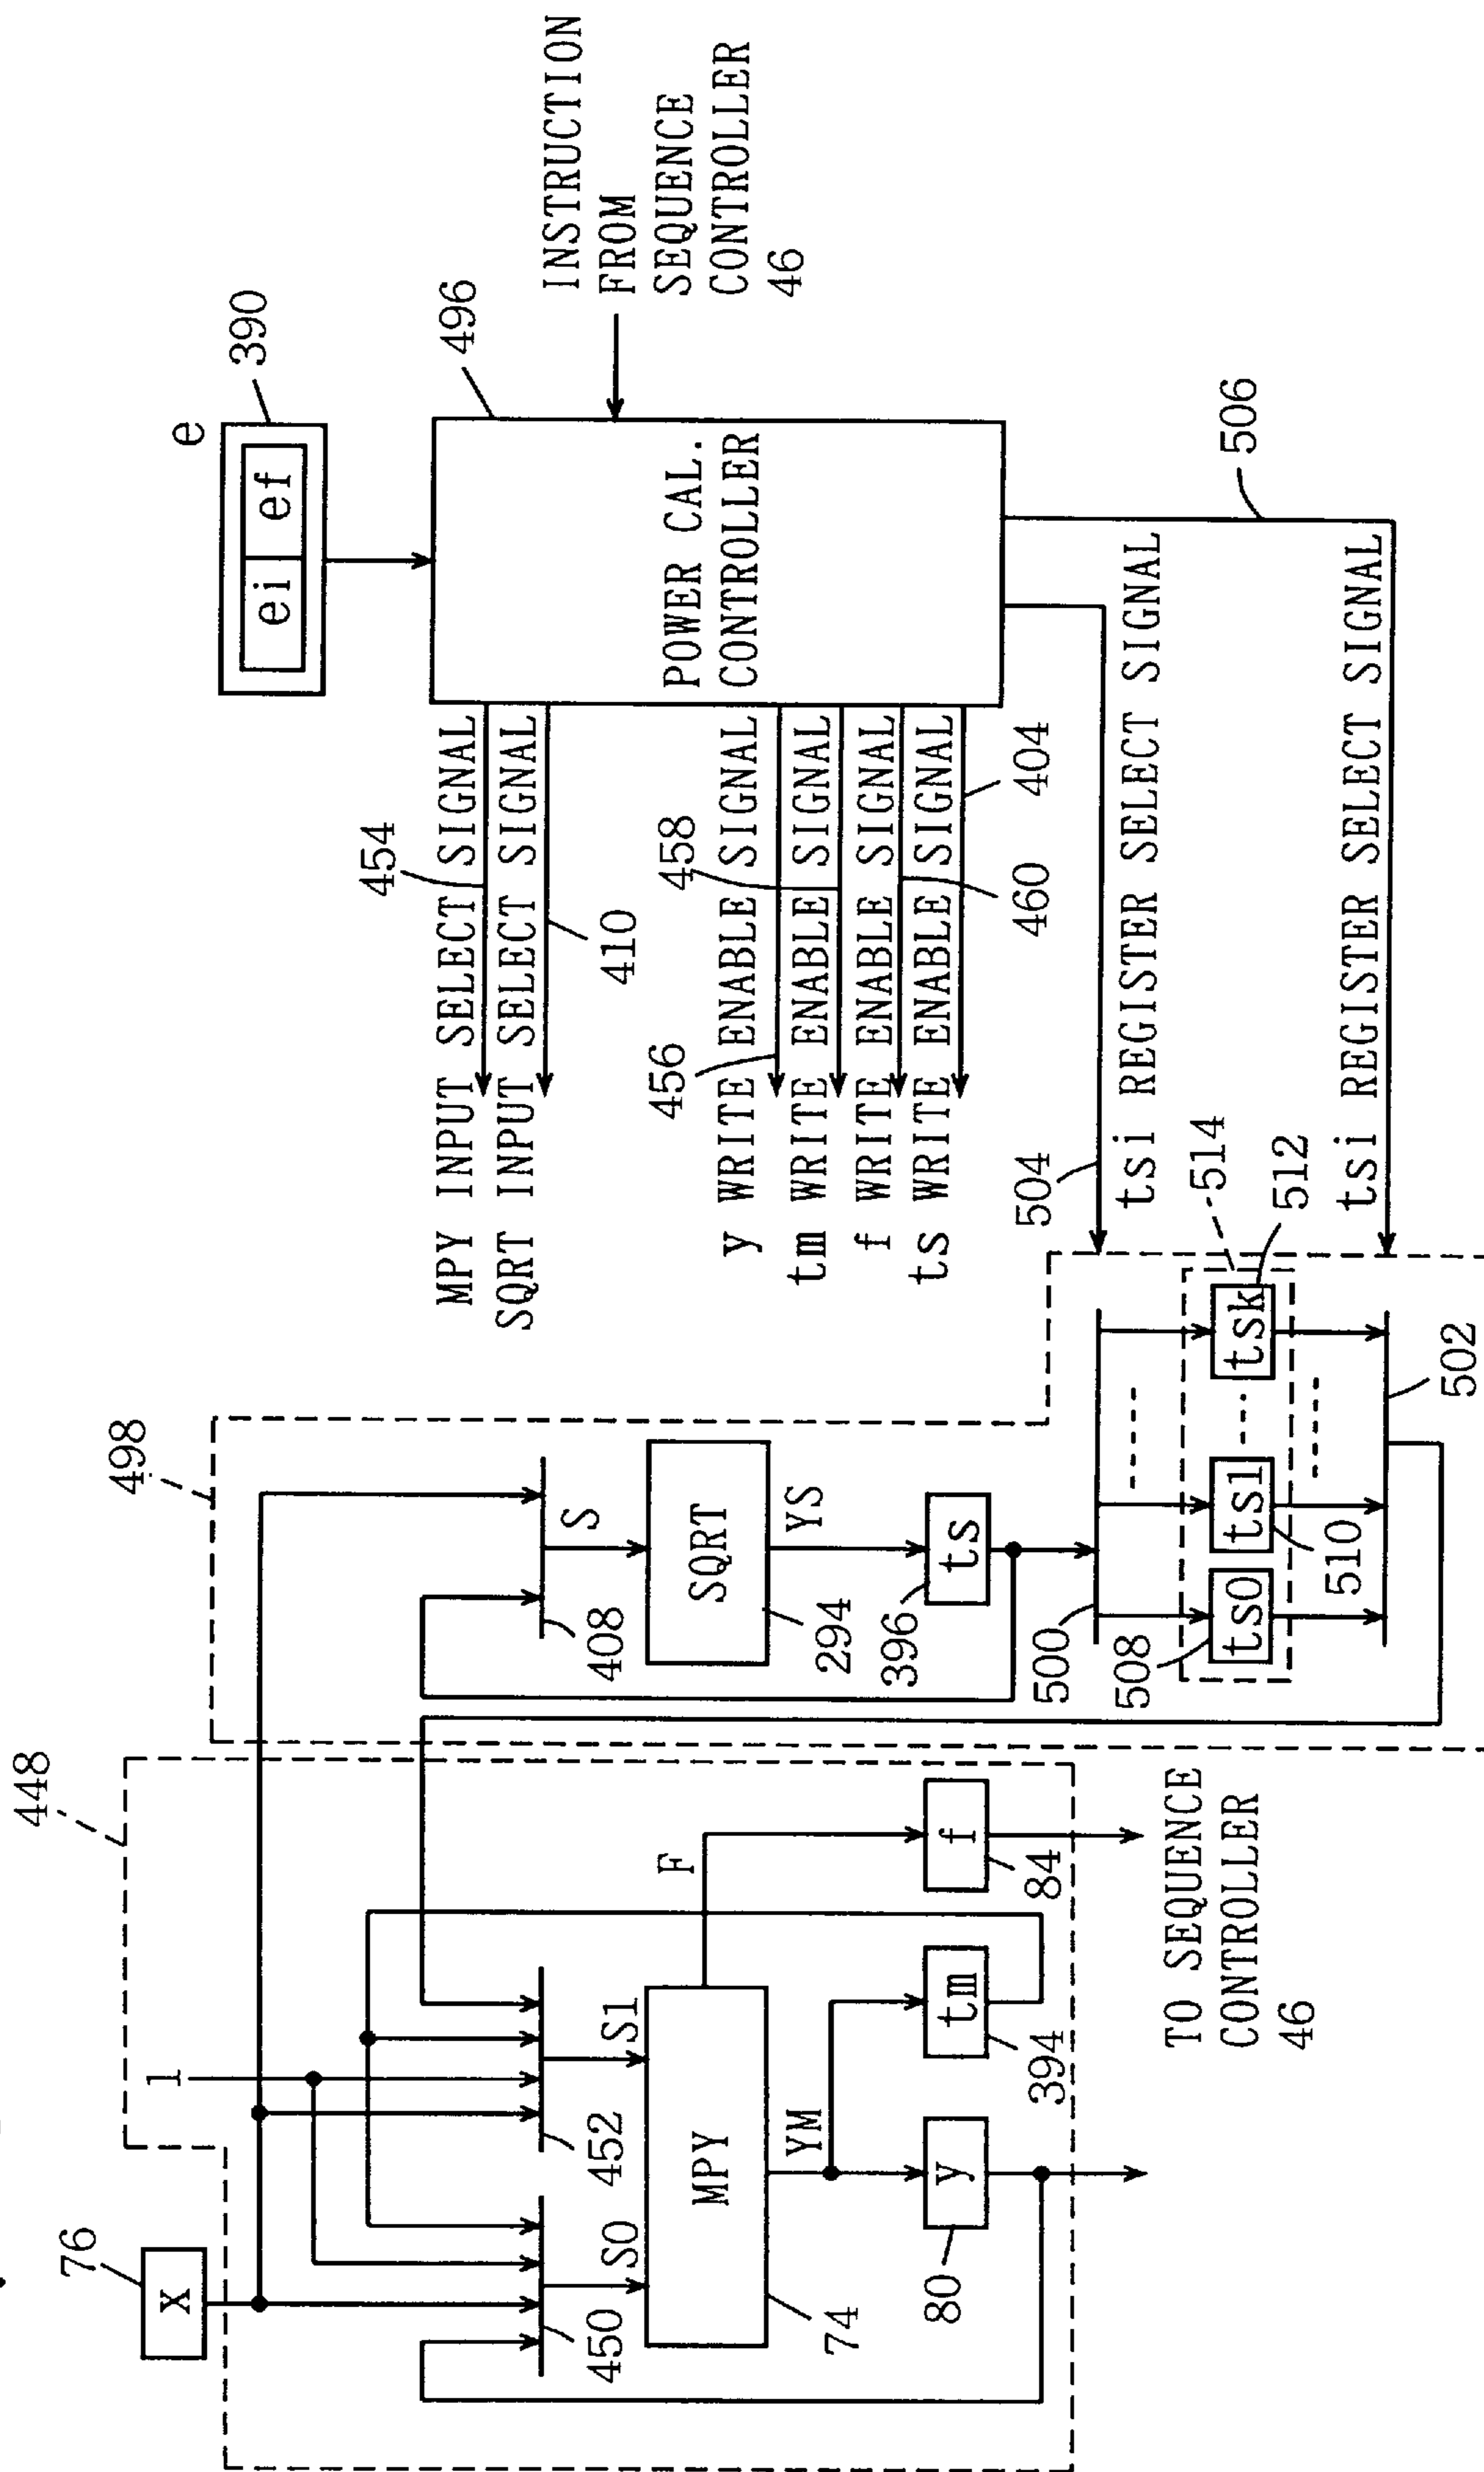 76
X
448
1
498
390
e
ei ef
496
INSTRUCTION
FROM
SEQUENCE
CONTROLLER
46
POWER CAL.
CONTROLLER
454
MPY INPUT SELECT SIGNAL
SQRT INPUT SELECT SIGNAL
410
456
458
y WRITE ENABLE SIGNAL
tm WRITE ENABLE SIGNAL
f WRITE ENABLE SIGNAL
ts WRITE ENABLE SIGNAL
460
404
450
S0
452
S1
MPY
74
F
YM
y
80
tm
394
f
84
TO SEQUENCE
CONTROLLER
46
408
S
SQRT
294
YS
ts
396
500
504
tsi REGISTER SELECT SIGNAL
506
508
ts0
ts1
510
tsk
512
514
tsi REGISTER SELECT SIGNAL
502